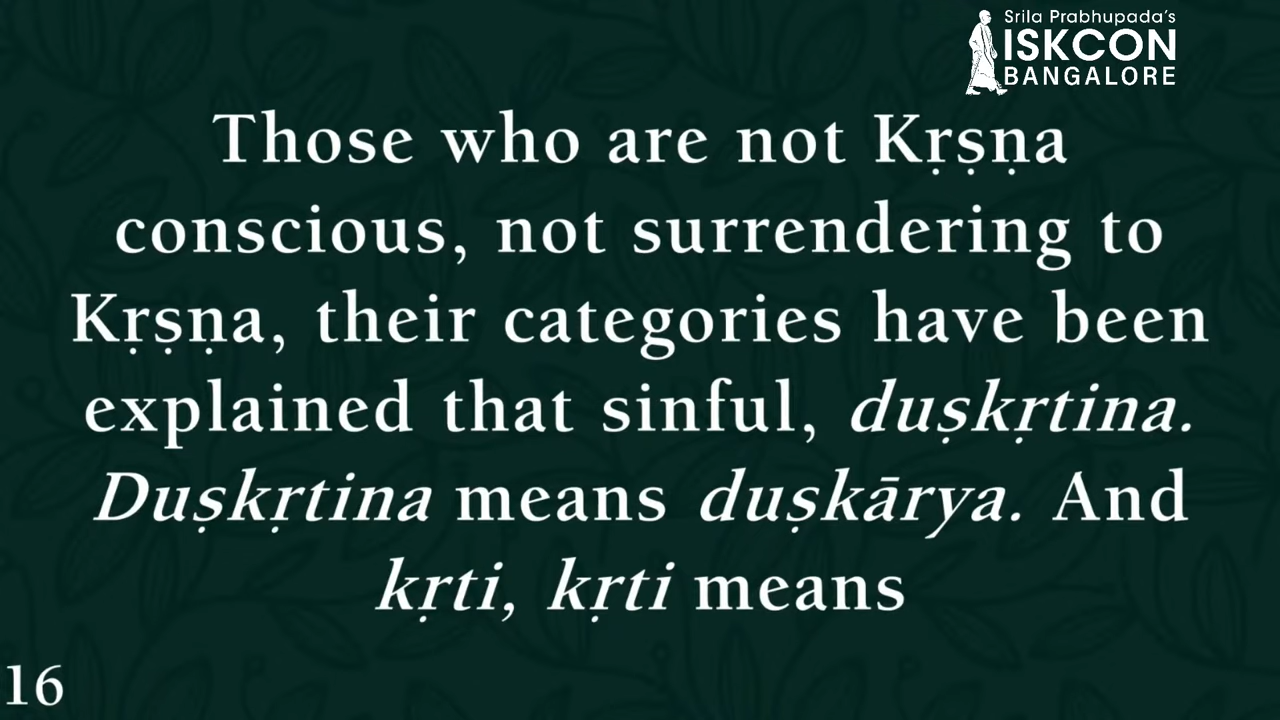 Srila Prabhupada's
ISKCON
BANGALORE
Those who are not Kṛṣṇa
conscious, not surrendering to
Kṛṣṇa, their categories have been
explained that sinful, duṣkṛtina.
Duṣkṛtina means duṣkārya. And
kṛti, kṛti means
16